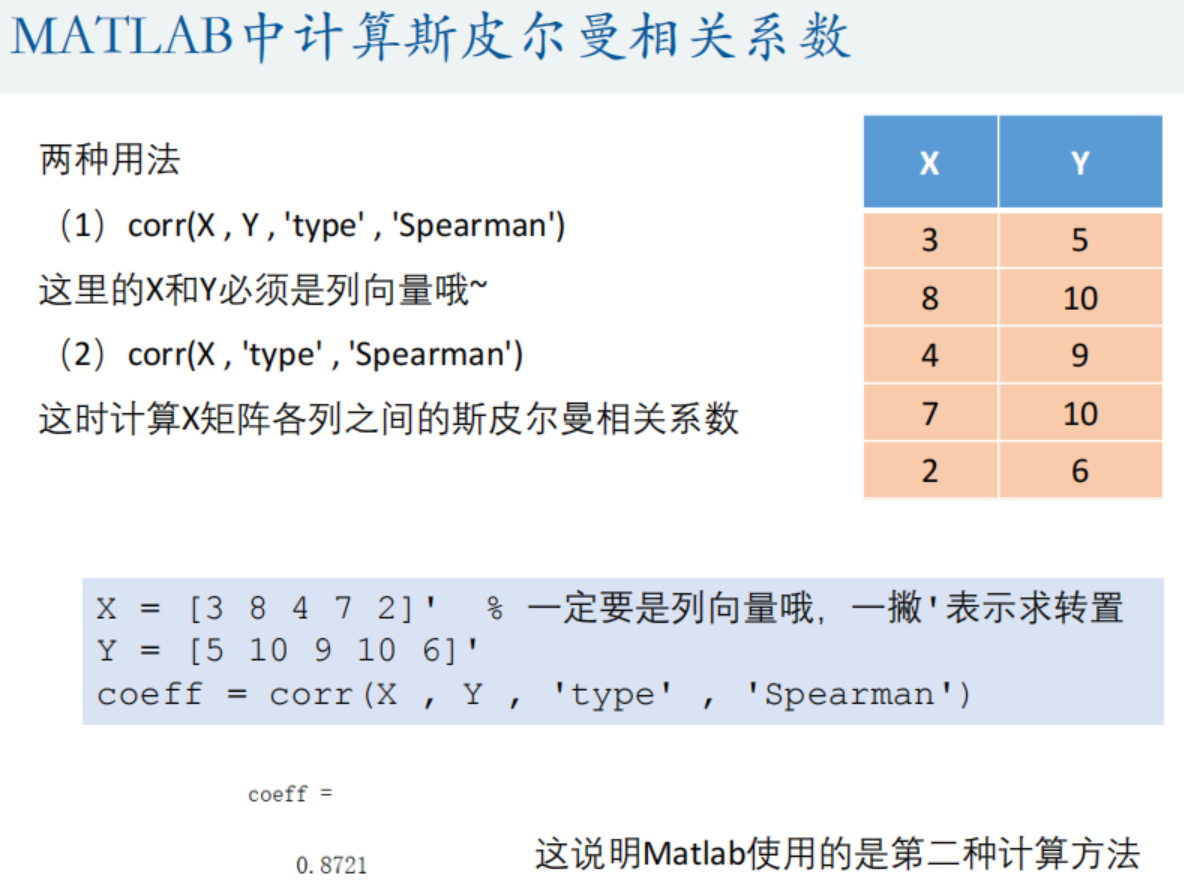 MATLAB中计算斯皮尔曼相关系数
两种用法
（1）corr(X , Y , 'type' , 'Spearman')
这里的X和Y必须是列向量哦~
（2）corr(X , 'type' , 'Spearman')
这时计算X矩阵各列之间的斯皮尔曼相关系数
X Y
3 5
8 10
4 9
7 10
2 6
X = [3 8 4 7 2]' % 一定要是列向量哦，一撇'表示求转置
Y = [5 10 9 10 6]'
coeff = corr(X , Y , 'type' , 'Spearman')
coeff =
0.8721
这说明Matlab使用的是第二种计算方法